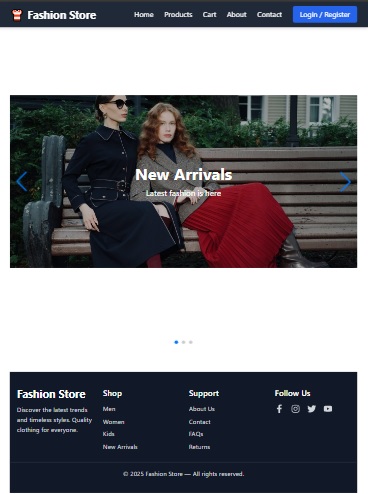 Fashion Store
Home Products Cart About Contact Login / Register
New Arrivals
Latest fashion is here
Fashion Store
Discover the latest trends
and timeless styles. Quality
clothing for everyone.
Shop
Men
Women
Kids
New Arrivals
Support
About Us
Contact
FAQs
Returns
Follow Us
© 2025 Fashion Store — All rights reserved.